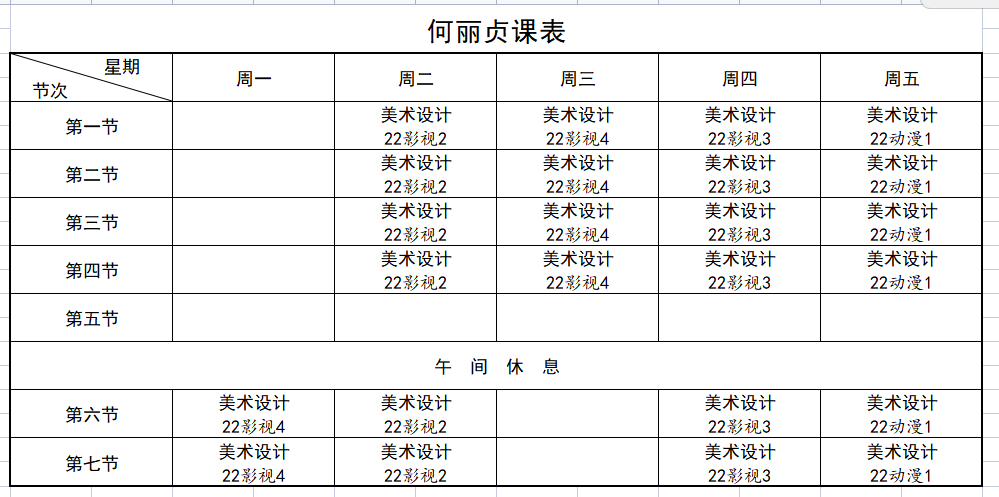 何丽贞课表
星期
节次
周一 周二 周三 周四 周五
第一节
美术设计 美术设计 美术设计 美术设计
22影视2 22影视4 22影视3 22动漫1
第二节
美术设计 美术设计 美术设计 美术设计
22影视2 22影视4 22影视3 22动漫1
第三节
美术设计 美术设计 美术设计 美术设计
22影视2 22影视4 22影视3 22动漫1
第四节
美术设计 美术设计 美术设计 美术设计
22影视2 22影视4 22影视3 22动漫1
第五节
午 间 休 息
第六节
美术设计 美术设计 美术设计 美术设计
22影视4 22影视2 22影视3 22动漫1
第七节
美术设计 美术设计 美术设计 美术设计
22影视4 22影视2 22影视3 22动漫1